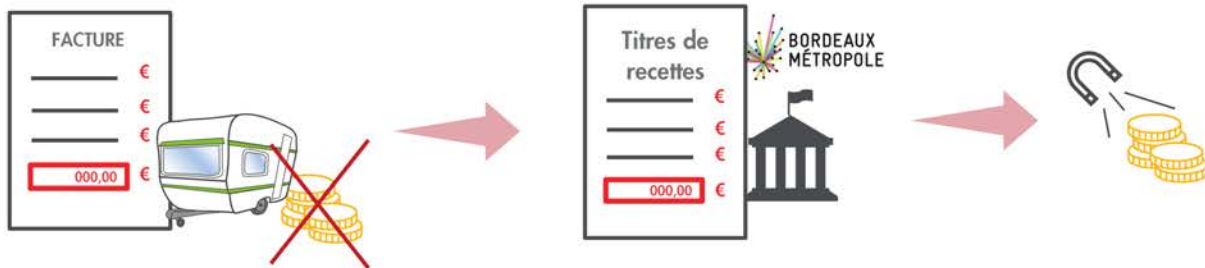 FACTURE
€
€
€
000,00 €
Titres de
recettes
€
€
€
000,00 €
BORDEAUX
MÉTROPOLE